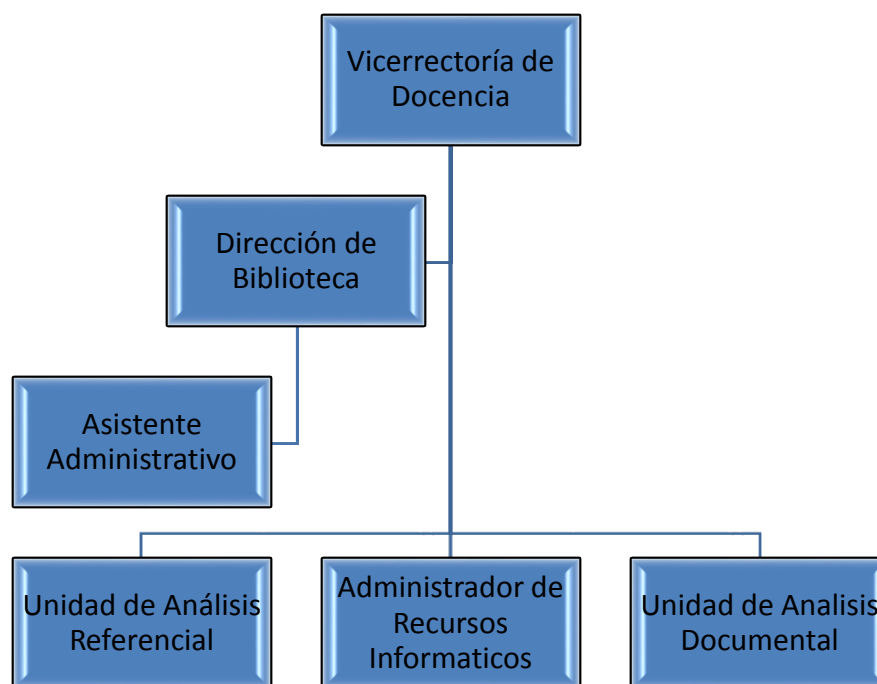 Vicerrectoría de
Docencia
Dirección de
Biblioteca
Asistente
Administrativo
Unidad de Análisis
Referencial
Administrador de
Recursos
Informaticos
Unidad de Analisis
Documental